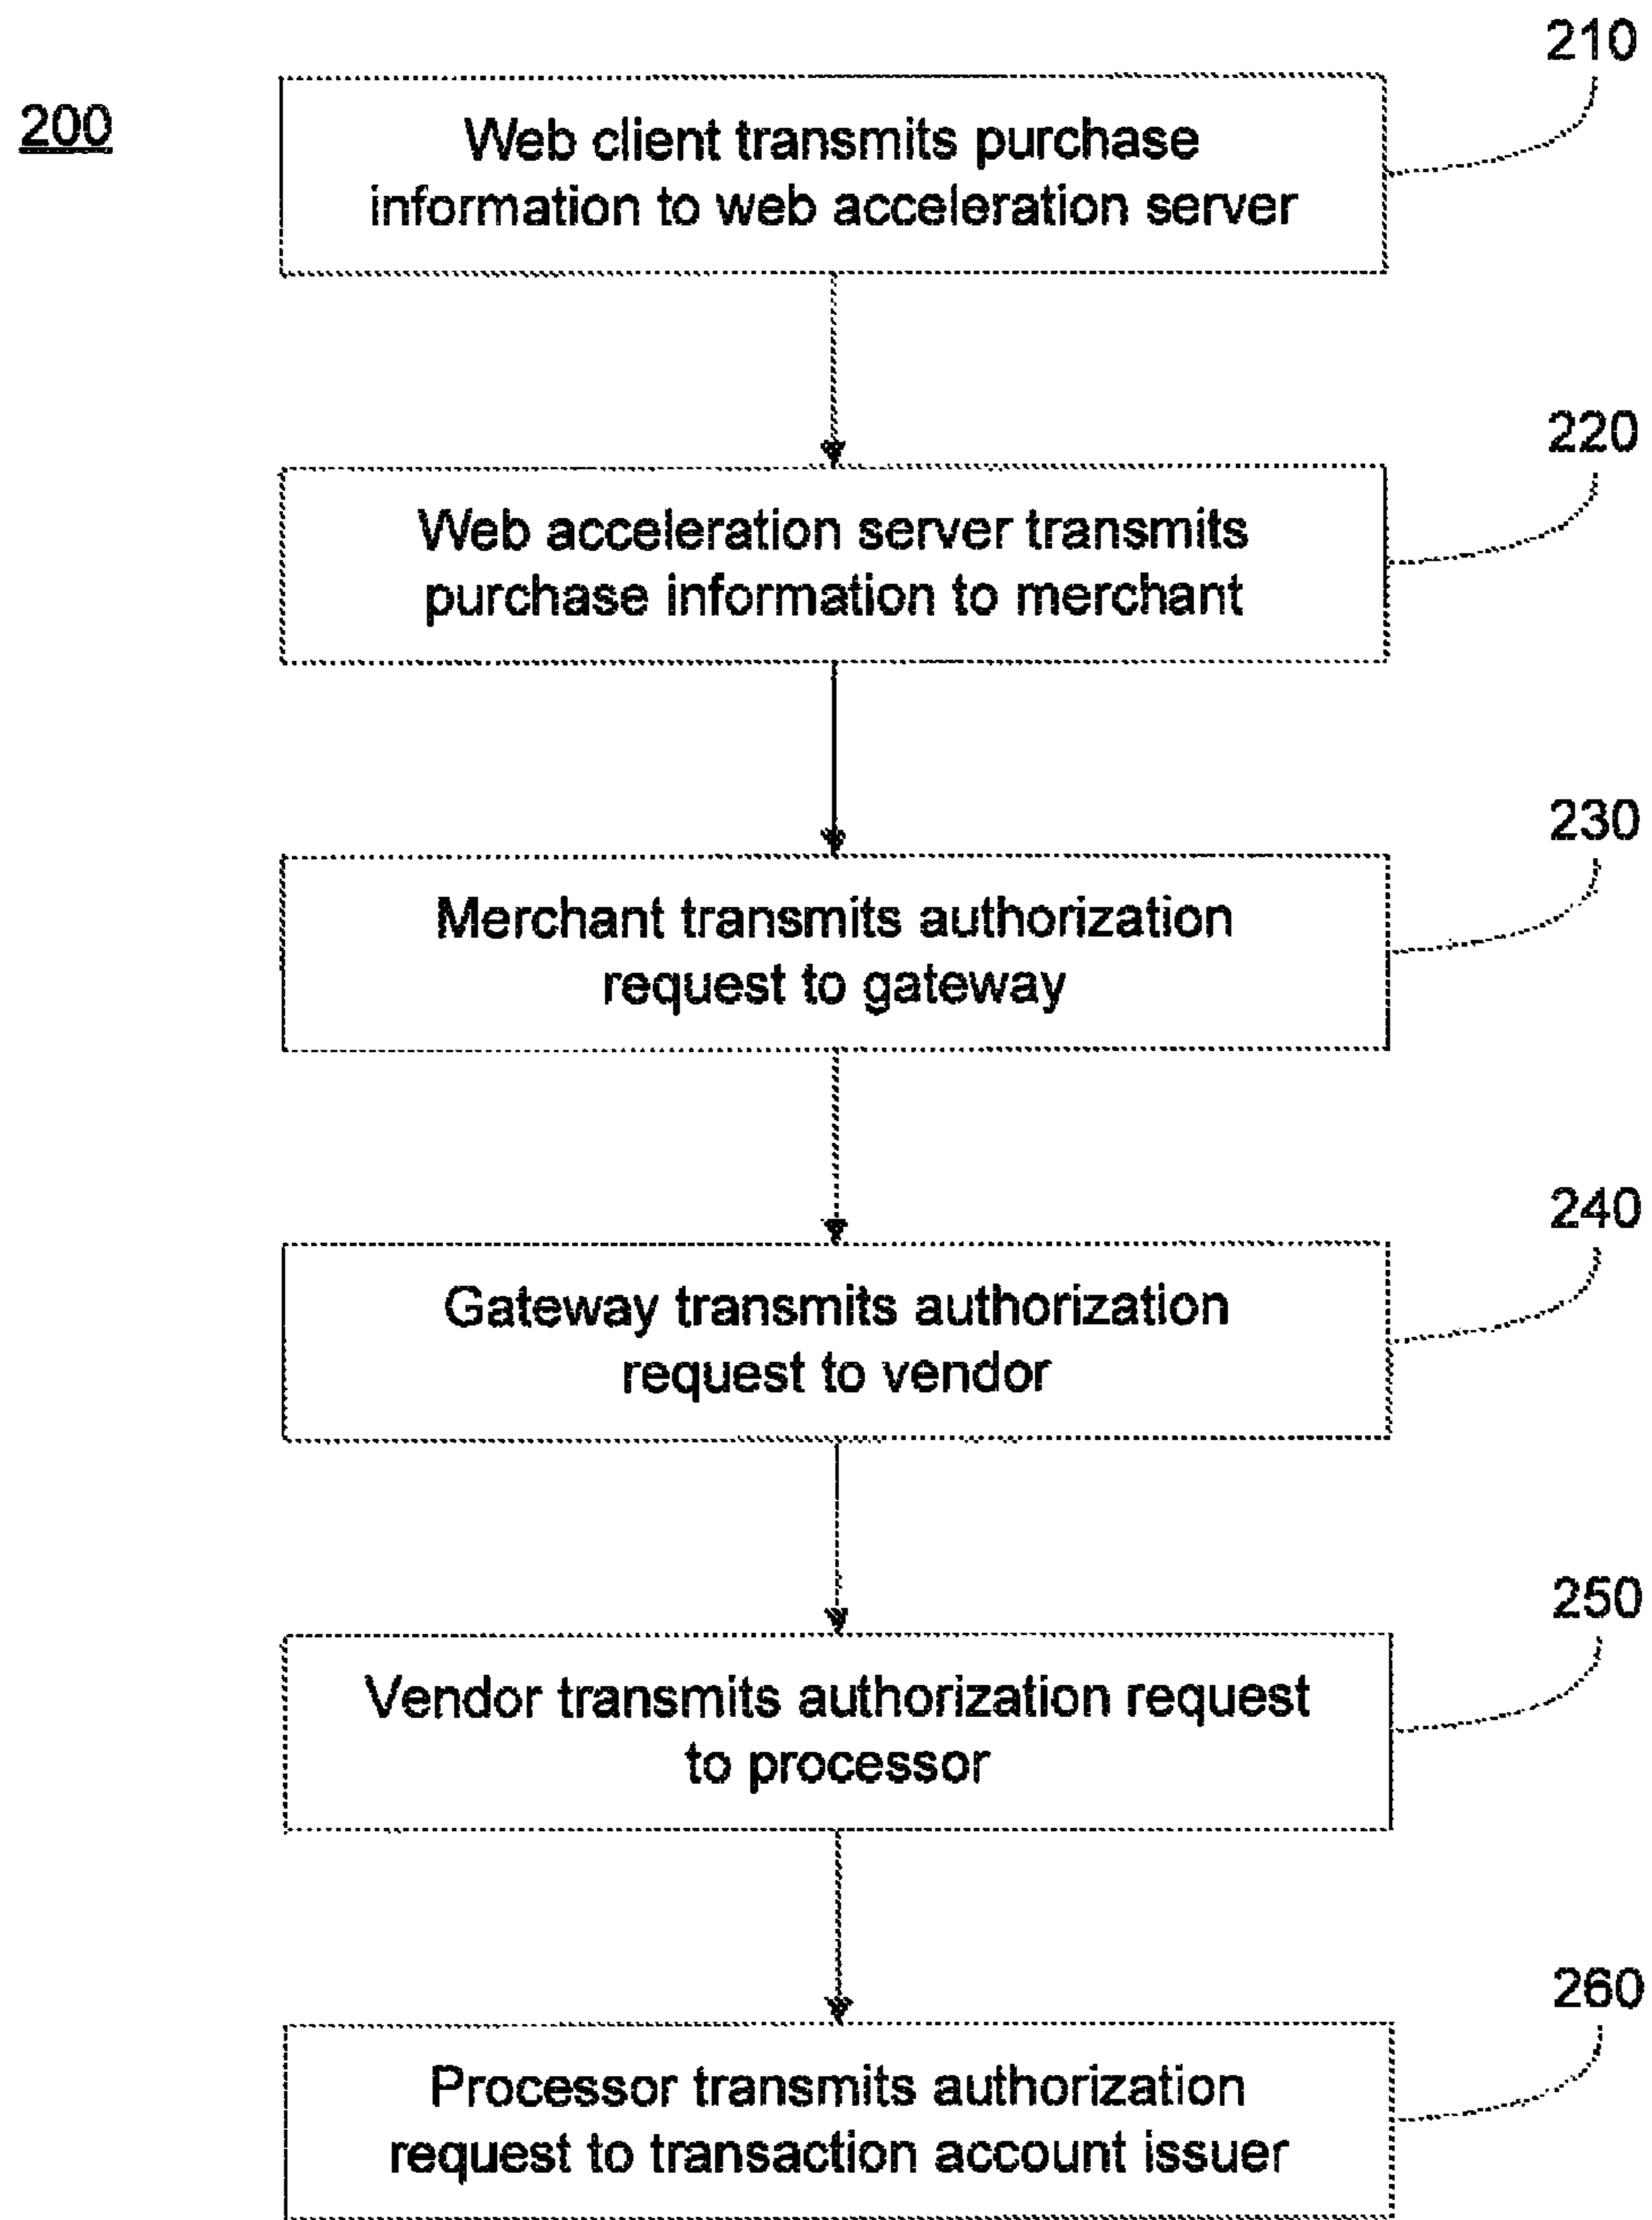 210
200
Web client transmits purchase
information to web acceleration server
220
Web acceleration server transmits
purchase information to merchant
230
Merchant transmits authorization
request to gateway
240
Gateway transmits authorization
request to vendor
250
Vendor transmits authorization request
to processor
260
Processor transmits authorization
request to transaction account issuer